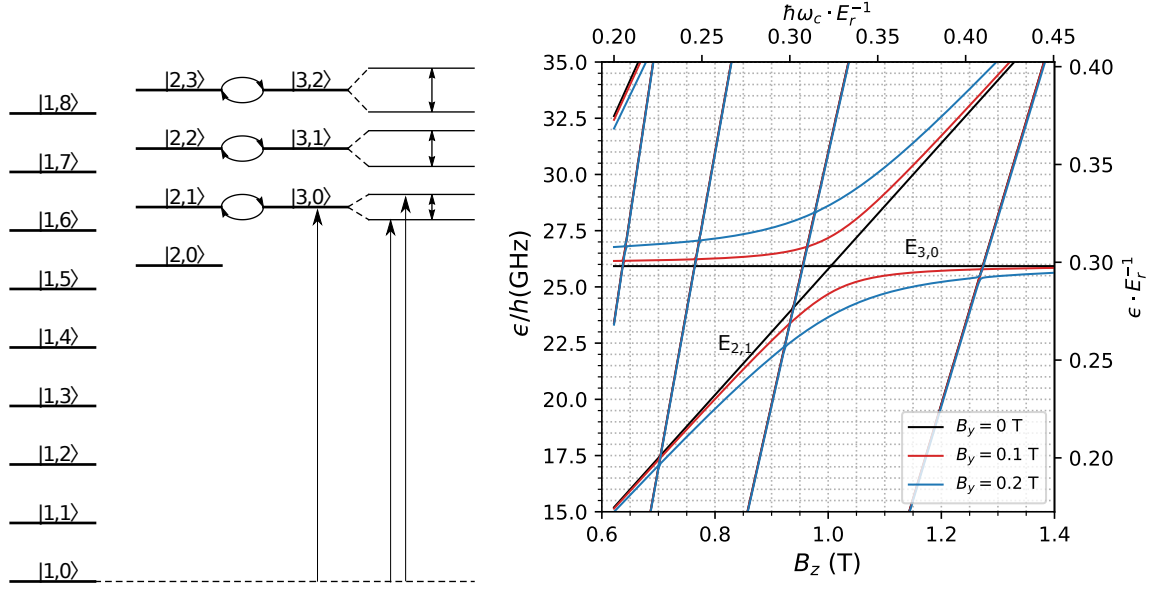 |1,8⟩
|1,7⟩
|1,6⟩
|1,5⟩
|1,4⟩
|1,3⟩
|1,2⟩
|1,1⟩
|1,0⟩
|2,3⟩ |3,2⟩
|2,2⟩ |3,1⟩
|2,1⟩ |3,0⟩
|2,0⟩
ℏω_c · E_r^{-1}
0.20 0.25 0.30 0.35 0.40 0.45
ϵ/h(GHz)
35.0
32.5
30.0
27.5
25.0
22.5
20.0
17.5
15.0
E_{3,0}
E_{2,1}
B_y = 0 T
B_y = 0.1 T
B_y = 0.2 T
0.40
0.35
0.30
0.25
0.20
ϵ · E_r^{-1}
0.6 0.8 1.0 1.2 1.4
B_z (T)